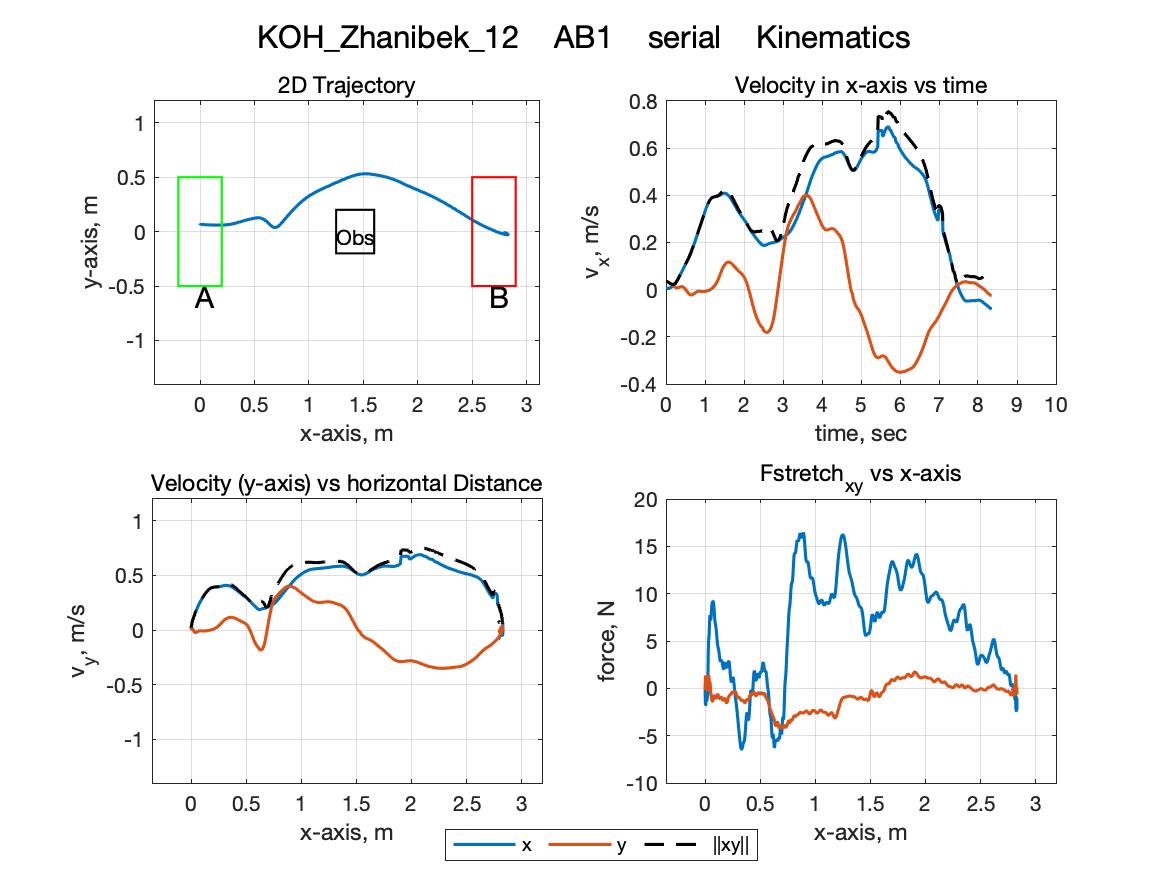 KOH_Zhanibek_12 AB1 serial Kinematics
2D Trajectory
1
0.5
0
-0.5
-1
y-axis, m
A
Obs
B
0 0.5 1 1.5 2 2.5 3
x-axis, m
Velocity in x-axis vs time
0.8
0.6
0.4
0.2
0
-0.2
-0.4
v_x, m/s
0 1 2 3 4 5 6 7 8 9 10
time, sec
Velocity (y-axis) vs horizontal Distance
1
0.5
0
-0.5
-1
v_y, m/s
0 0.5 1 1.5 2 2.5 3
x-axis, m
Fstretch_xy vs x-axis
20
15
10
5
0
-5
-10
force, N
0 0.5 1 1.5 2 2.5 3
x-axis, m
x y ||xy||